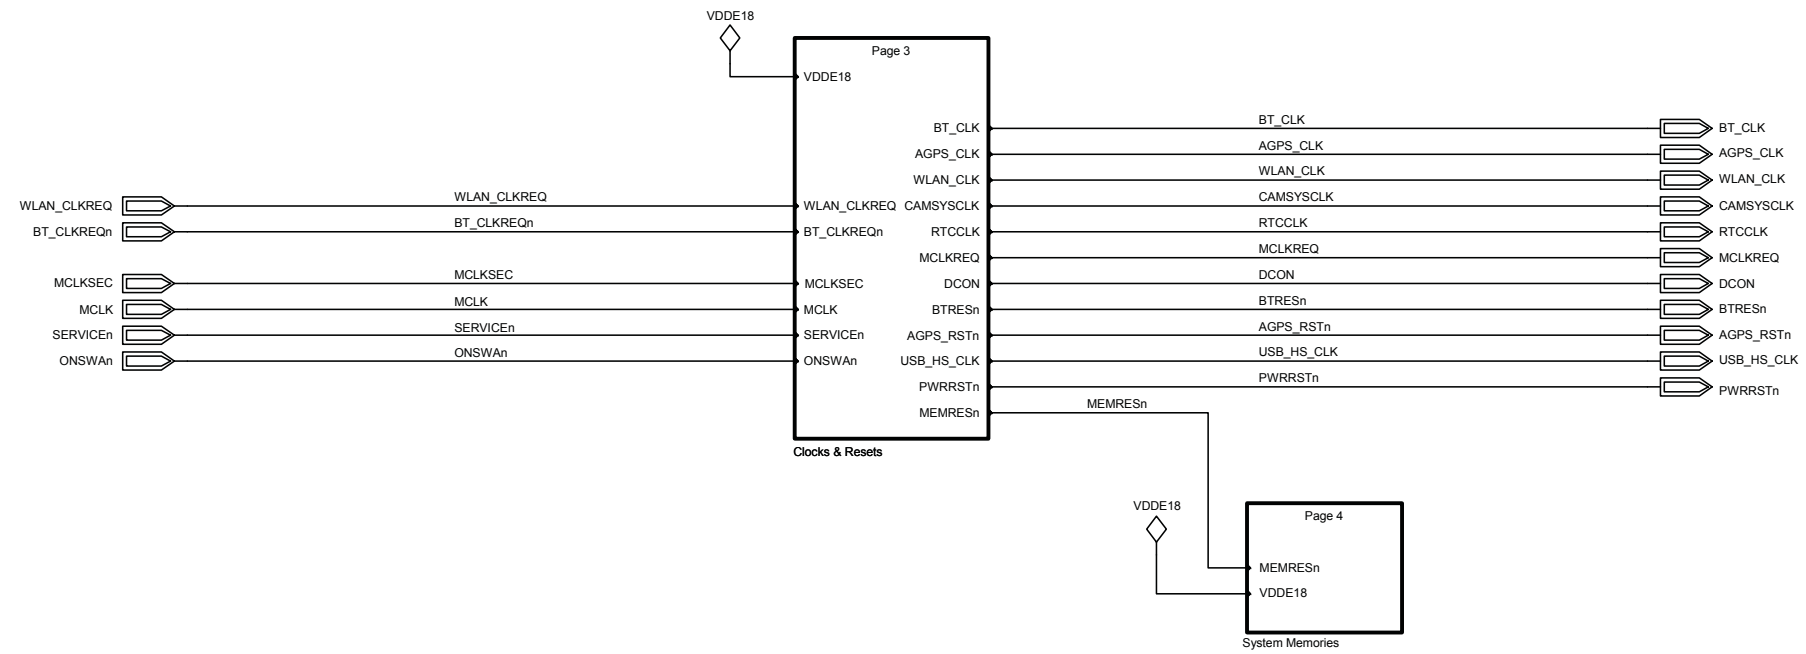 VDDE18
Page 3
VDDE18
BT_CLK BT_CLK BT_CLK
AGPS_CLK AGPS_CLK AGPS_CLK
WLAN_CLK WLAN_CLK WLAN_CLK
WLAN_CLKREQ WLAN_CLKREQ WLAN_CLKREQ CAMSYSCLK CAMSYSCLK CAMSYSCLK
BT_CLKREQn BT_CLKREQn BT_CLKREQn RTCCLK RTCCLK RTCCLK
MCLKREQ MCLKREQ MCLKREQ
MCLKSEC MCLKSEC MCLKSEC DCON DCON DCON
MCLK MCLK MCLK BTRESn BTRESn BTRESn
SERVICEn SERVICEn SERVICEn AGPS_RSTn AGPS_RSTn AGPS_RSTn
ONSWAn ONSWAn ONSWAn USB_HS_CLK USB_HS_CLK USB_HS_CLK
PWRRSTn PWRRSTn PWRRSTn
MEMRESn MEMRESn
Clocks & Resets
VDDE18
Page 4
MEMRESn
VDDE18
System Memories